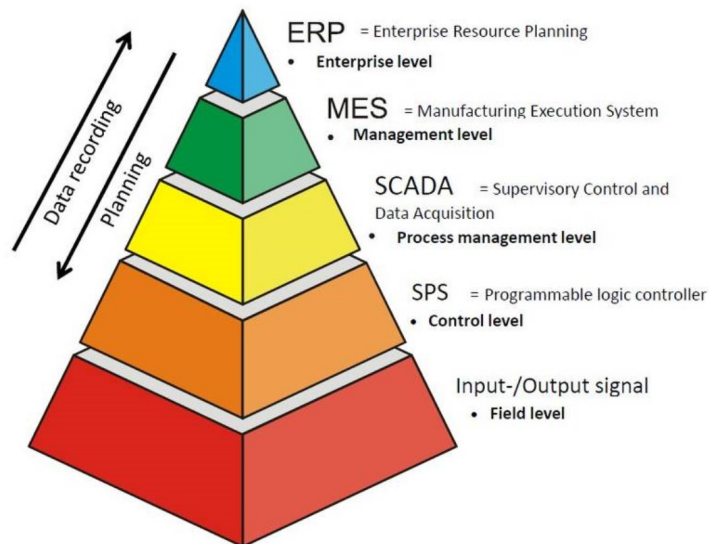 ERP = Enterprise Resource Planning
• Enterprise level
MES = Manufacturing Execution System
• Management level
SCADA = Supervisory Control and
Data Acquisition
• Process management level
SPS = Programmable logic controller
• Control level
Input-/Output signal
• Field level
Data recording
Planning